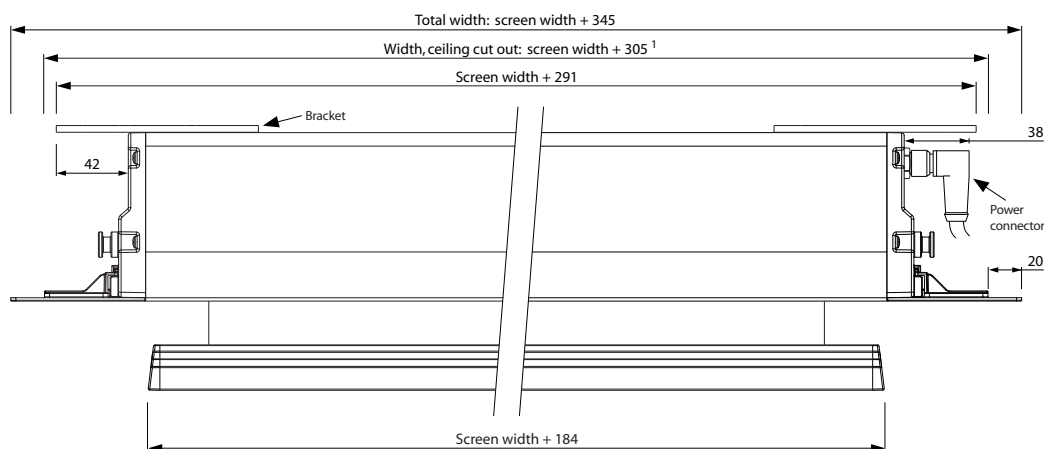 Total width: screen width + 345
Width, ceiling cut out: screen width + 305 1
Screen width + 291
Bracket
38
42
Power
connector
20
Screen width + 184